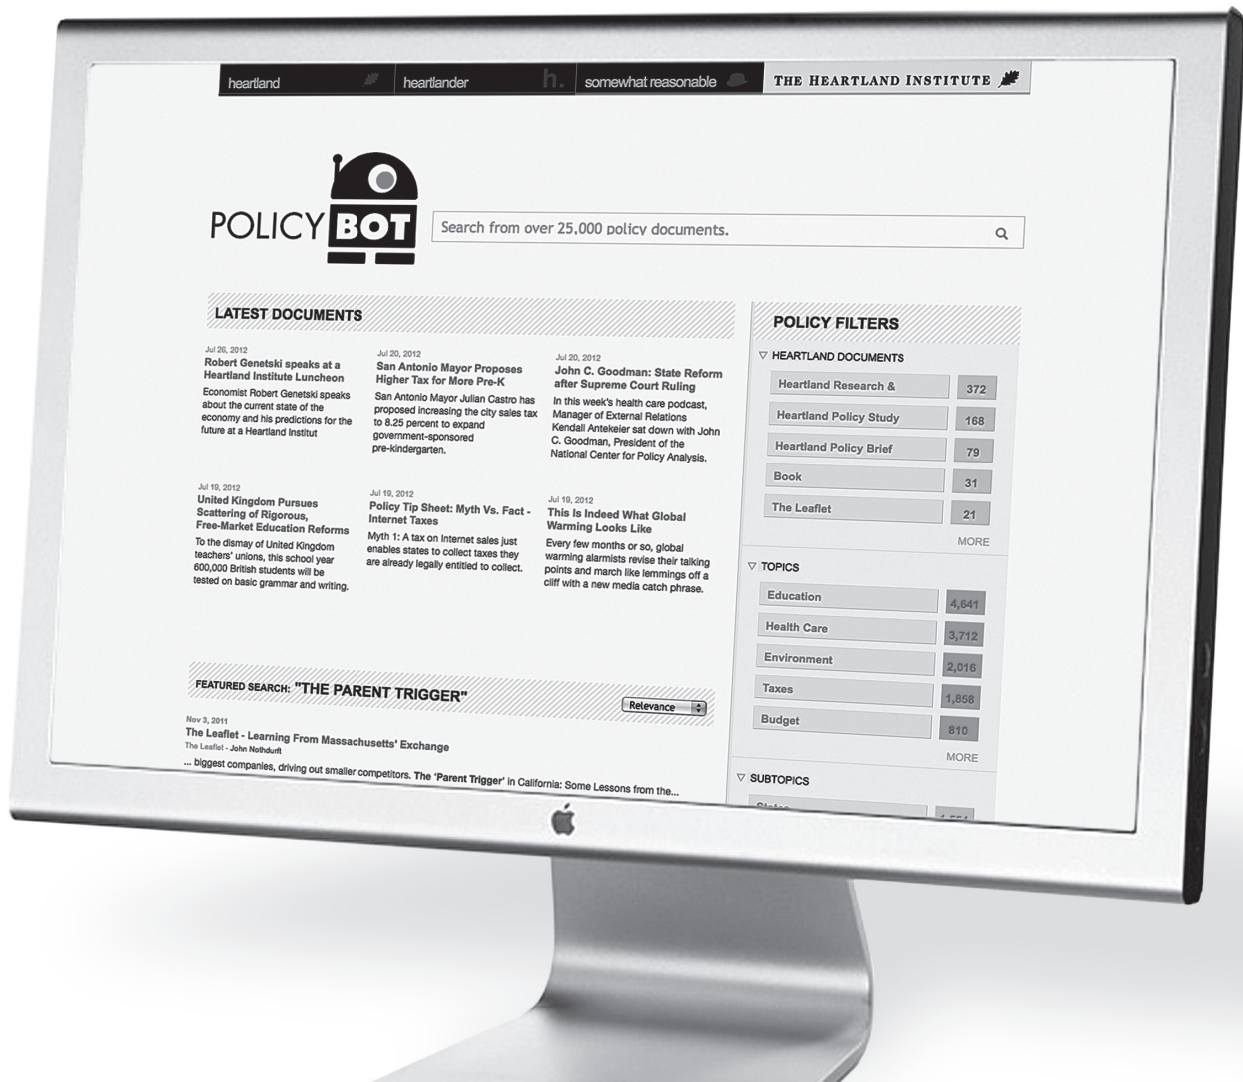 heartland
heartlander
h.
somewhat reasonable
THE HEARTLAND INSTITUTE
POLICY BOT
Search from over 25,000 policy documents.
LATEST DOCUMENTS
Jul 26, 2012
Robert Genetski speaks at a
Heartland Institute Luncheon
Economist Robert Genetski speaks
about the current state of the
economy and his predictions for the
future at a Heartland Institut
Jul 20, 2012
San Antonio Mayor Proposes
Higher Tax for More Pre-K
San Antonio Mayor Julian Castro has
proposed increasing the city sales tax
to 8.25 percent to expand
government-sponsored
pre-kindergarten.
Jul 20, 2012
John C. Goodman: State Reform
after Supreme Court Ruling
In this week's health care podcast,
Manager of External Relations
Kendall Antekeier sat down with John
C. Goodman, President of the
National Center for Policy Analysis.
Jul 19, 2012
United Kingdom Pursues
Scattering of Rigorous,
Free-Market Education Reforms
To the dismay of United Kingdom
teachers' unions, this school year
600,000 British students will be
tested on basic grammar and writing.
Jul 19, 2012
Policy Tip Sheet: Myth Vs. Fact -
Internet Taxes
Myth 1: A tax on Internet sales just
enables states to collect taxes they
are already legally entitled to collect.
Jul 19, 2012
This Is Indeed What Global
Warming Looks Like
Every few months or so, global
warming alarmists revise their talking
points and march like lemmings off a
cliff with a new media catch phrase.
FEATURED SEARCH: "THE PARENT TRIGGER"
Relevance
Nov 3, 2011
The Leaflet - Learning From Massachusetts' Exchange
The Leaflet - John Nothdurft
... biggest companies, driving out smaller competitors. The 'Parent Trigger' in California: Some Lessons from the...
POLICY FILTERS
HEARTLAND DOCUMENTS
Heartland Research & 372
Heartland Policy Study 168
Heartland Policy Brief 79
Book 31
The Leaflet 21
MORE
TOPICS
Education 4,641
Health Care 3,712
Environment 2,016
Taxes 1,858
Budget 810
MORE
SUBTOPICS